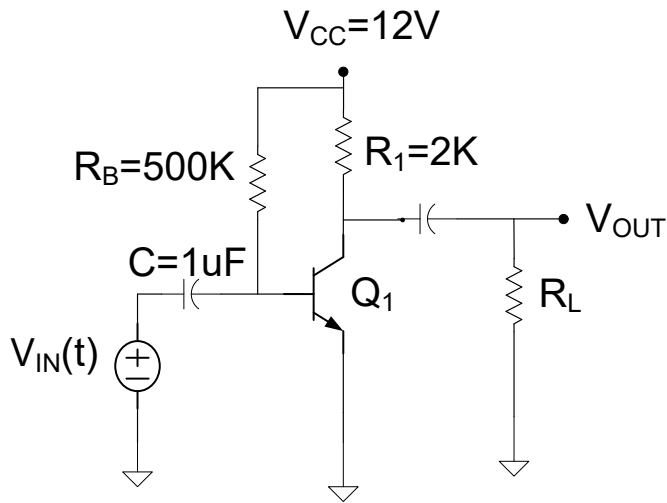 V_CC=12V
R_B=500K
R_1=2K
V_OUT
C=1uF
Q_1
R_L
V_IN(t)